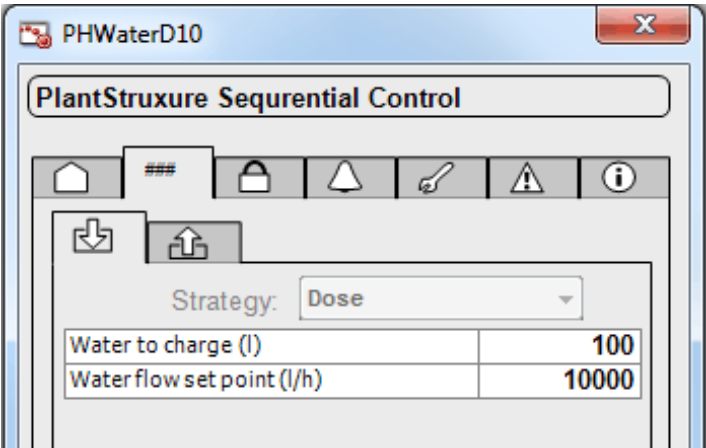 PHWaterD10
PlantStruxure Sequrential Control
###
Strategy: Dose
Water to charge (l) 100
Water flow set point (l/h) 10000